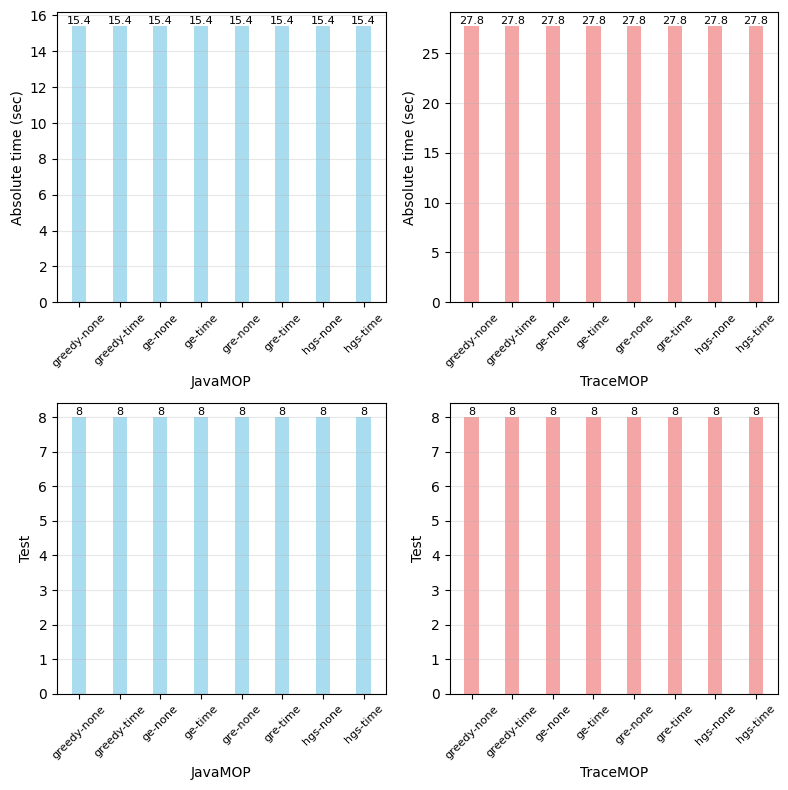 Absolute time (sec)
16
14
12
10
8
6
4
2
0
15.4 15.4 15.4 15.4 15.4 15.4 15.4 15.4
greedy-none greedy-time ge-none ge-time gre-none gre-time hgs-none hgs-time
JavaMOP
Absolute time (sec)
25
20
15
10
5
0
27.8 27.8 27.8 27.8 27.8 27.8 27.8 27.8
greedy-none greedy-time ge-none ge-time gre-none gre-time hgs-none hgs-time
TraceMOP
Test
8
7
6
5
4
3
2
1
0
8 8 8 8 8 8 8 8
greedy-none greedy-time ge-none ge-time gre-none gre-time hgs-none hgs-time
JavaMOP
Test
8
7
6
5
4
3
2
1
0
8 8 8 8 8 8 8 8
greedy-none greedy-time ge-none ge-time gre-none gre-time hgs-none hgs-time
TraceMOP